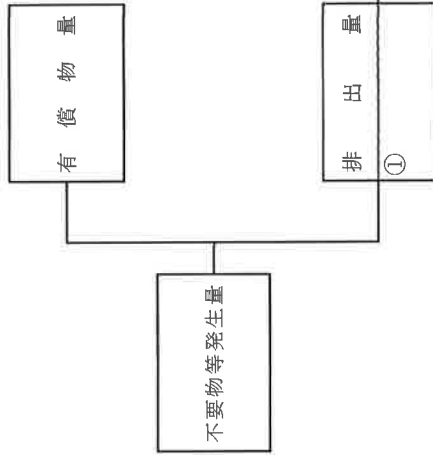 不要物等発生量
有償物量
排出量
①